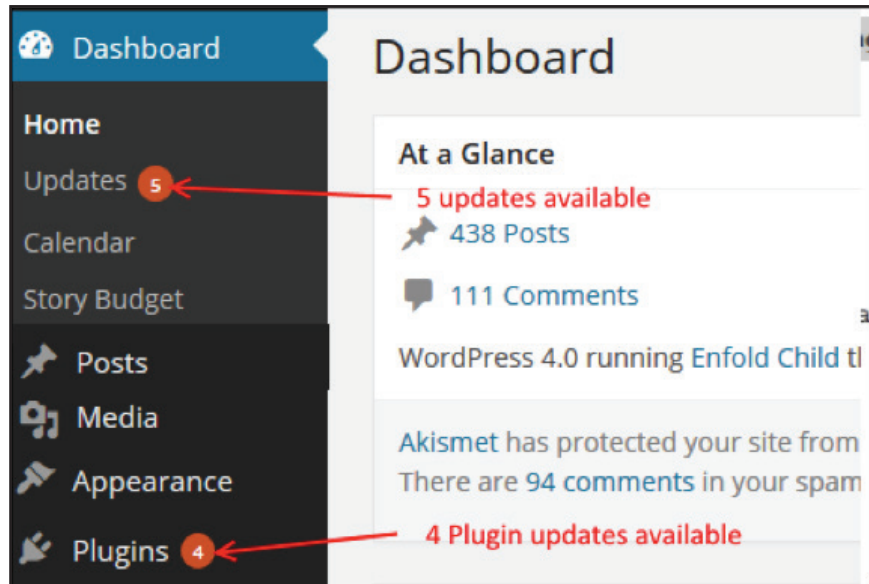 Dashboard
Home
Updates 5
Calendar
Story Budget
Posts
Media
Appearance
Plugins 4
Dashboard
At a Glance
5 updates available
438 Posts
111 Comments
WordPress 4.0 running Enfold Child
Akismet has protected your site from
There are 94 comments in your spam
4 Plugin updates available